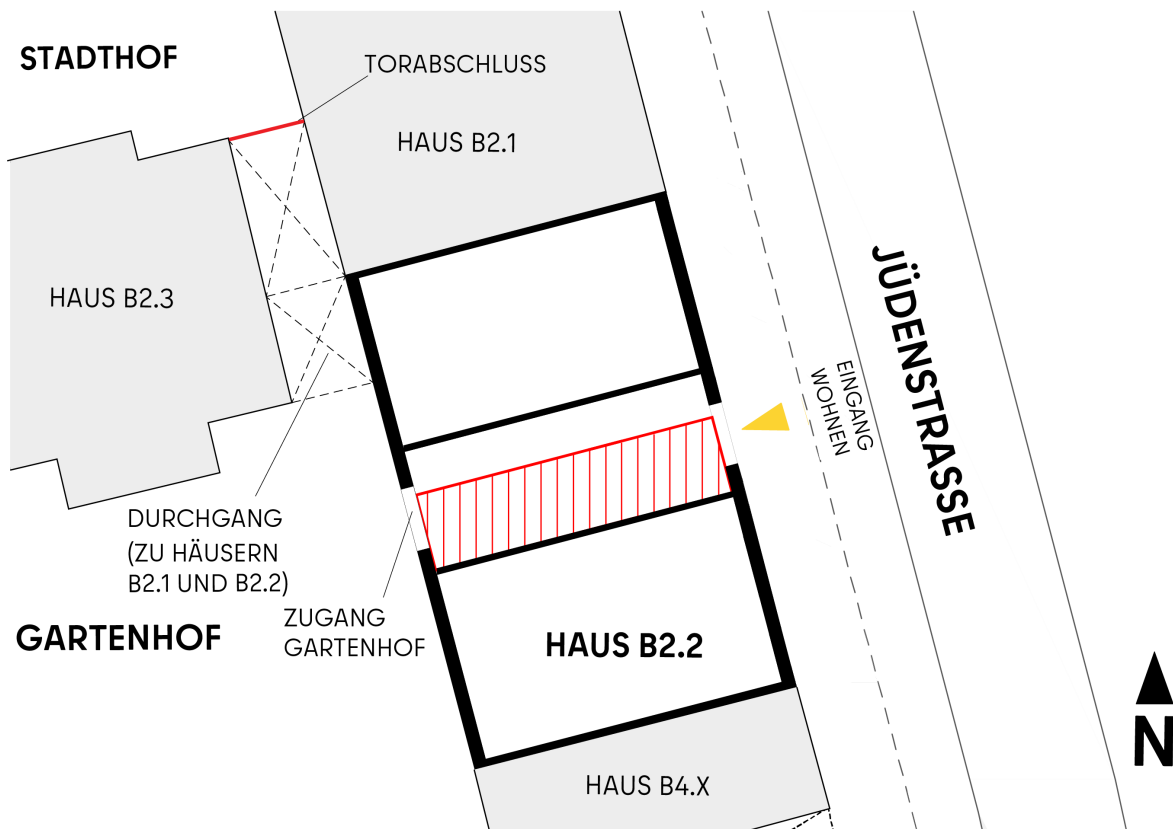 STADTHOF
TORABSCHLUSS
HAUS B2.1
HAUS B2.3
JÜDENSTRASSE
EINGANG
WOHNEN
DURCHGANG
(ZU HÄUSERN
B2.1 UND B2.2)
ZUGANG
GARTENHOF
GARTENHOF
HAUS B2.2
N
HAUS B4.X